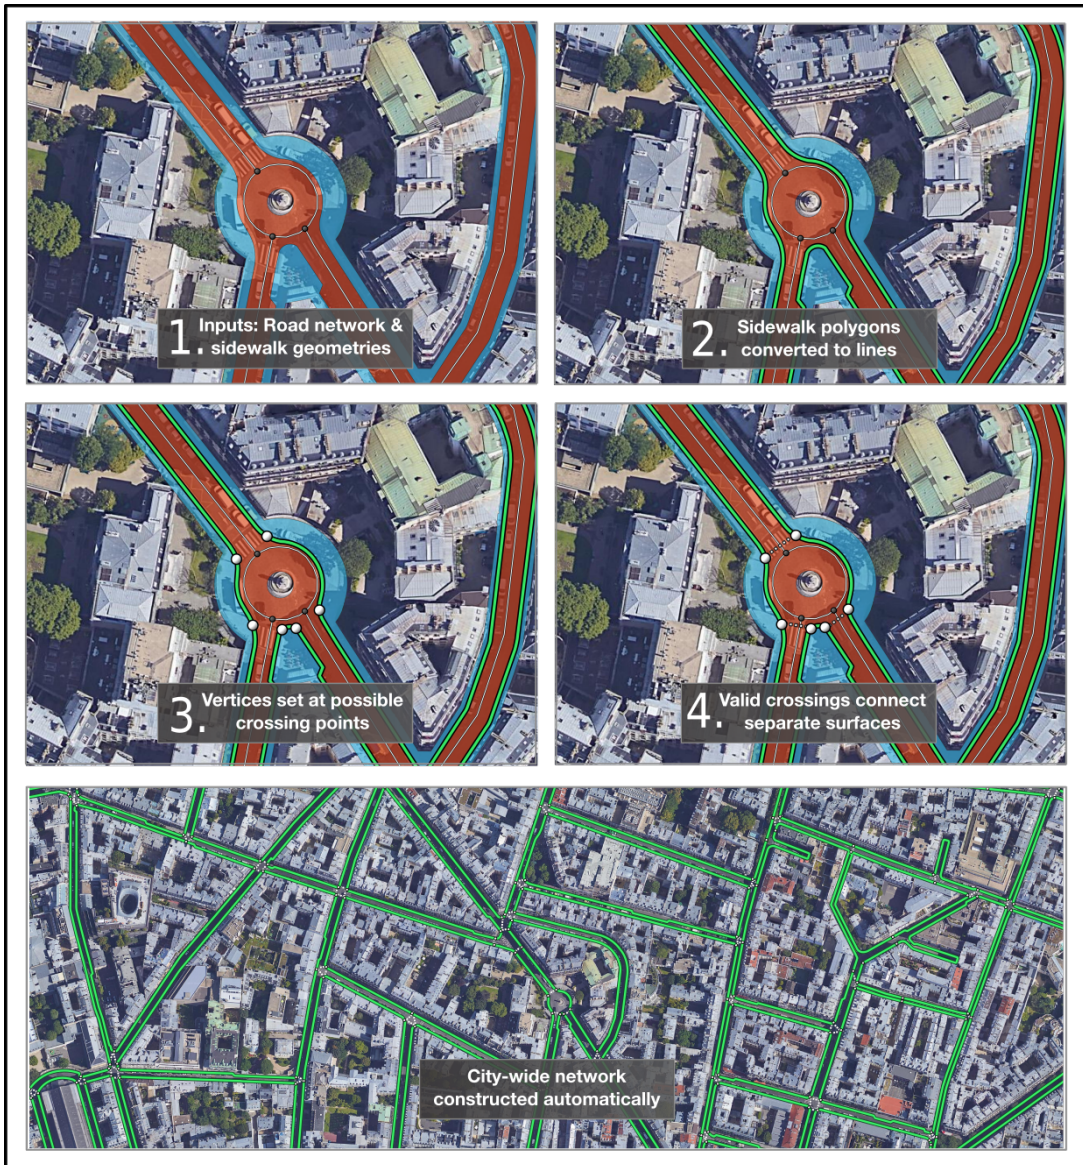 1. Inputs: Road network &
sidewalk geometries
2. Sidewalk polygons
converted to lines
3. Vertices set at possible
crossing points
4. Valid crossings connect
separate surfaces
City-wide network
constructed automatically